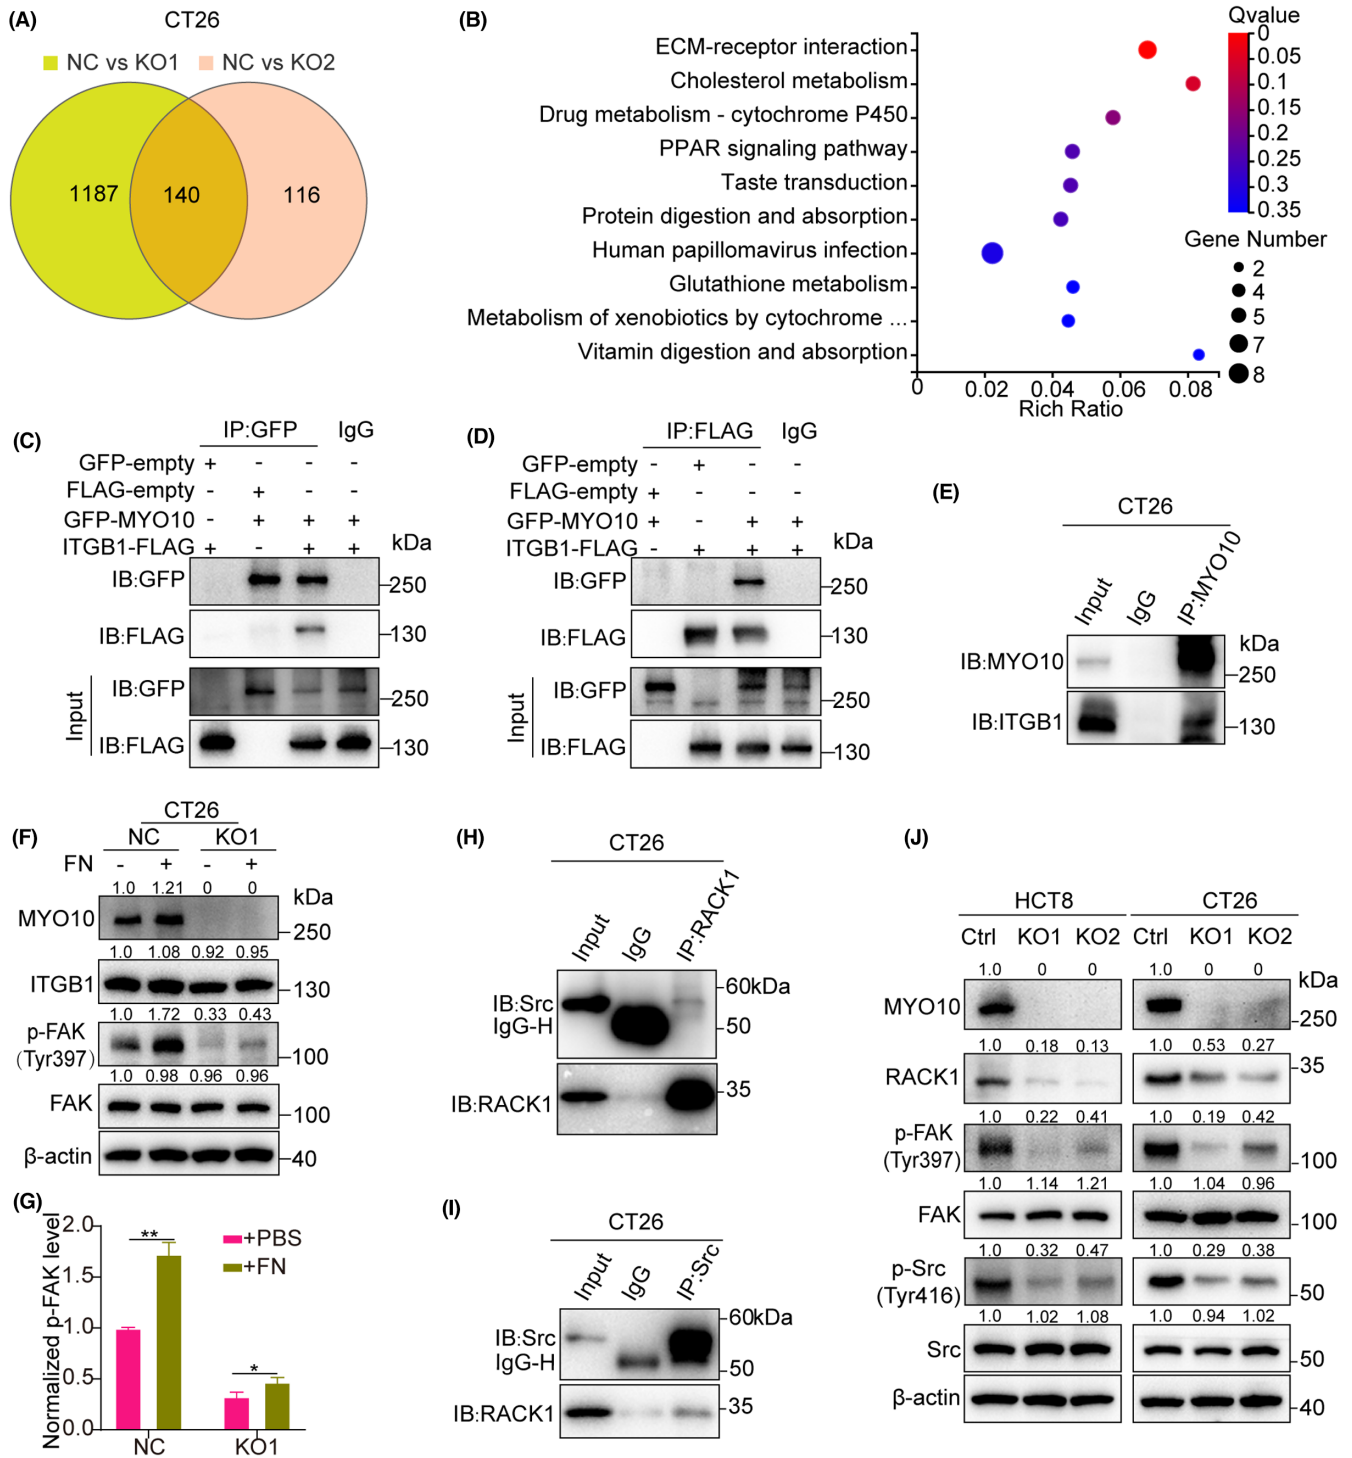 (A)
CT26
NC vs KO1 NC vs KO2
1187 140 116
(B)
ECM-receptor interaction
Cholesterol metabolism
Drug metabolism - cytochrome P450
PPAR signaling pathway
Taste transduction
Protein digestion and absorption
Human papillomavirus infection
Glutathione metabolism
Metabolism of xenobiotics by cytochrome ...
Vitamin digestion and absorption
0 0.02 0.04 0.06 0.08
Rich Ratio
Qvalue
0
0.05
0.1
0.15
0.2
0.25
0.3
0.35
Gene Number
2
4
5
7
8
(C)
IP:GFP IgG
GFP-empty + - - -
FLAG-empty - + - -
GFP-MYO10 - + + +
ITGB1-FLAG + - + +
kDa
IB:GFP 250
IB:FLAG 130
Input
IB:GFP 250
IB:FLAG 130
(D)
IP:FLAG IgG
GFP-empty - + - -
FLAG-empty + - - -
GFP-MYO10 + - + +
ITGB1-FLAG - + + +
kDa
IB:GFP 250
IB:FLAG 130
Input
IB:GFP 250
IB:FLAG 130
(E)
CT26
Input IgG IP:MYO10
kDa
IB:MYO10 250
IB:ITGB1 130
(F)
CT26
NC KO1
FN - + - +
1.0 1.21 0 0
kDa
MYO10 250
1.0 1.08 0.92 0.95
ITGB1 130
1.0 1.72 0.33 0.43
p-FAK
(Tyr397) 100
1.0 0.98 0.96 0.96
FAK 100
β-actin 40
(G)
Normalized p-FAK level
2.0
1.5
1.0
0.5
0.0
** *
+PBS
+FN
NC KO1
(H)
CT26
Input IgG IP:RACK1
60kDa
IB:Src
IgG-H 50
IB:RACK1 35
(I)
CT26
Input IgG IP:Src
60kDa
IB:Src
IgG-H 50
IB:RACK1 35
(J)
HCT8 CT26
Ctrl KO1 KO2 Ctrl KO1 KO2
1.0 0 0 1.0 0 0
kDa
MYO10 250
1.0 0.18 0.13 1.0 0.53 0.27
RACK1 35
1.0 0.22 0.41 1.0 0.19 0.42
p-FAK
(Tyr397) 100
1.0 1.14 1.21 1.0 1.04 0.96
FAK 100
1.0 0.32 0.47 1.0 0.29 0.38
p-Src
(Tyr416) 50
1.0 1.02 1.08 1.0 0.94 1.02
Src 50
β-actin 40